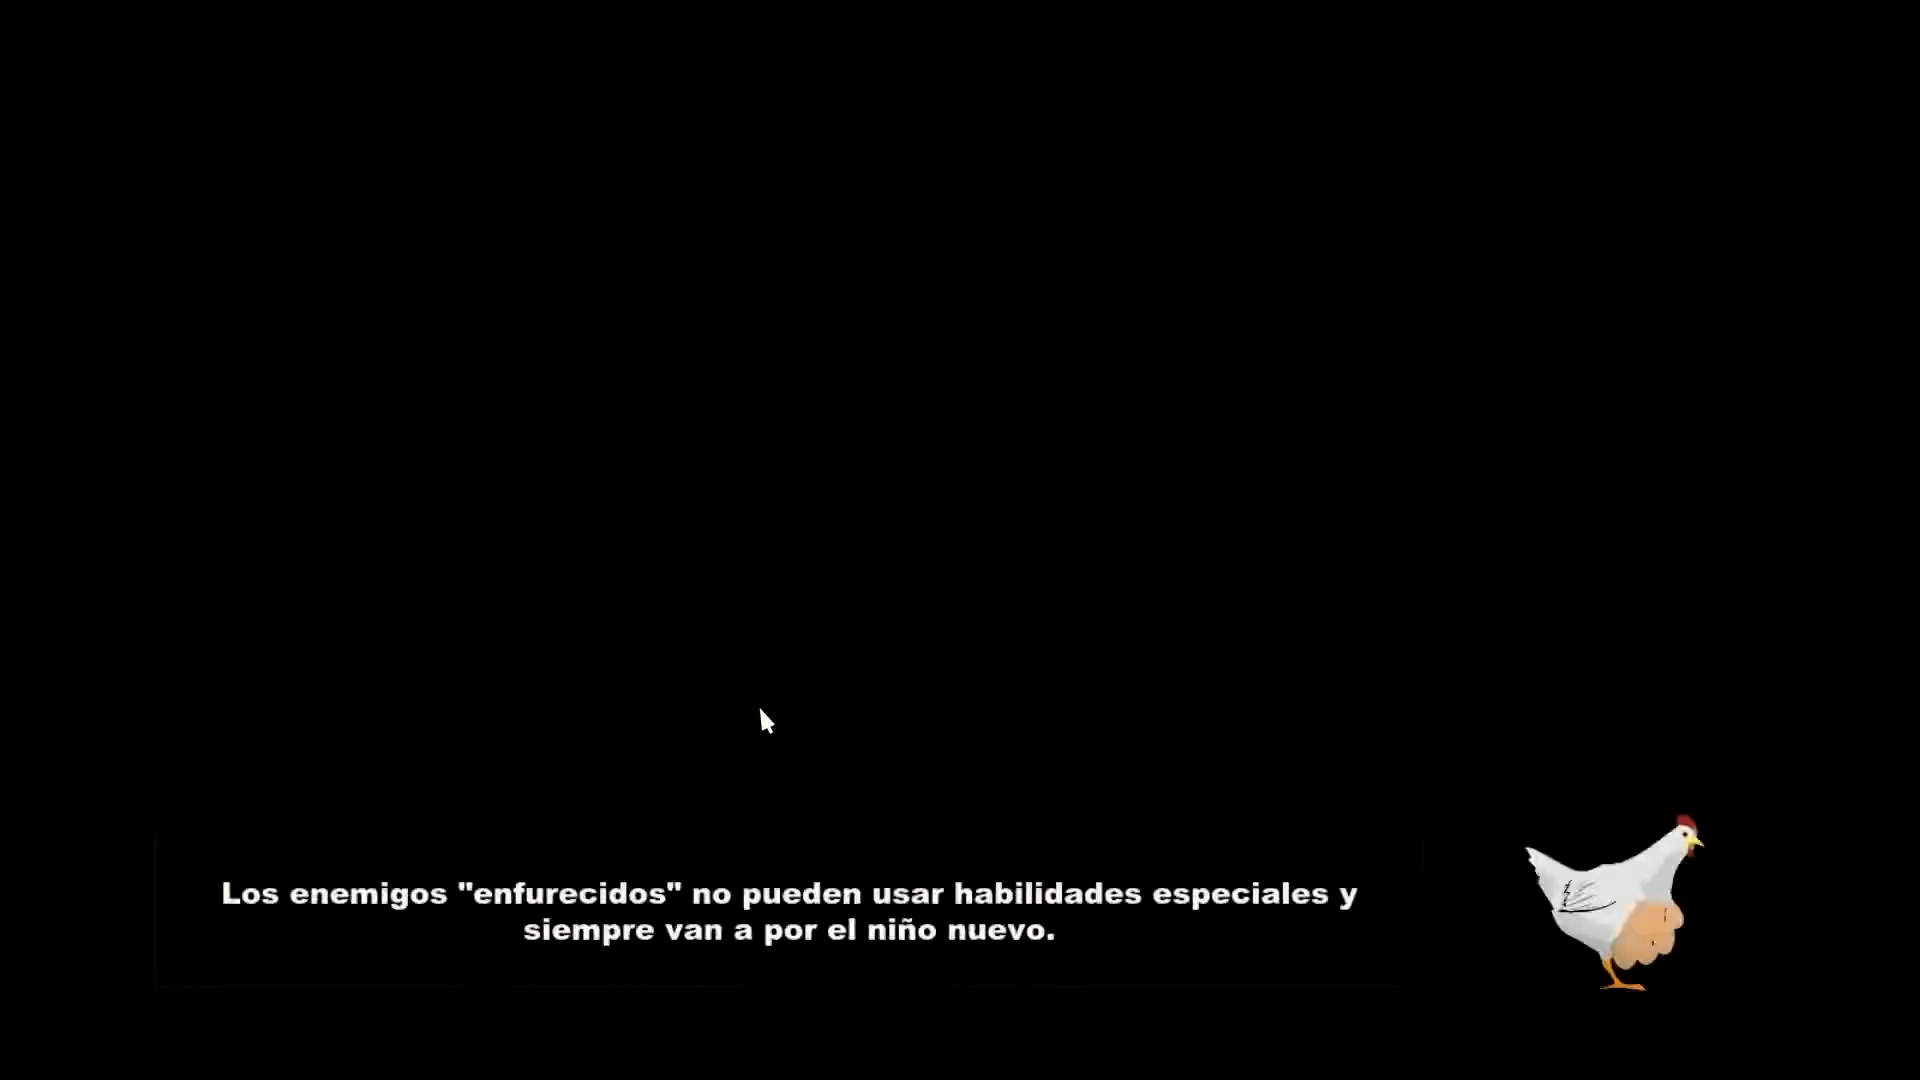 Los enemigos "enfurecidos" no pueden usar habilidades especiales y
siempre van a por el niño nuevo.